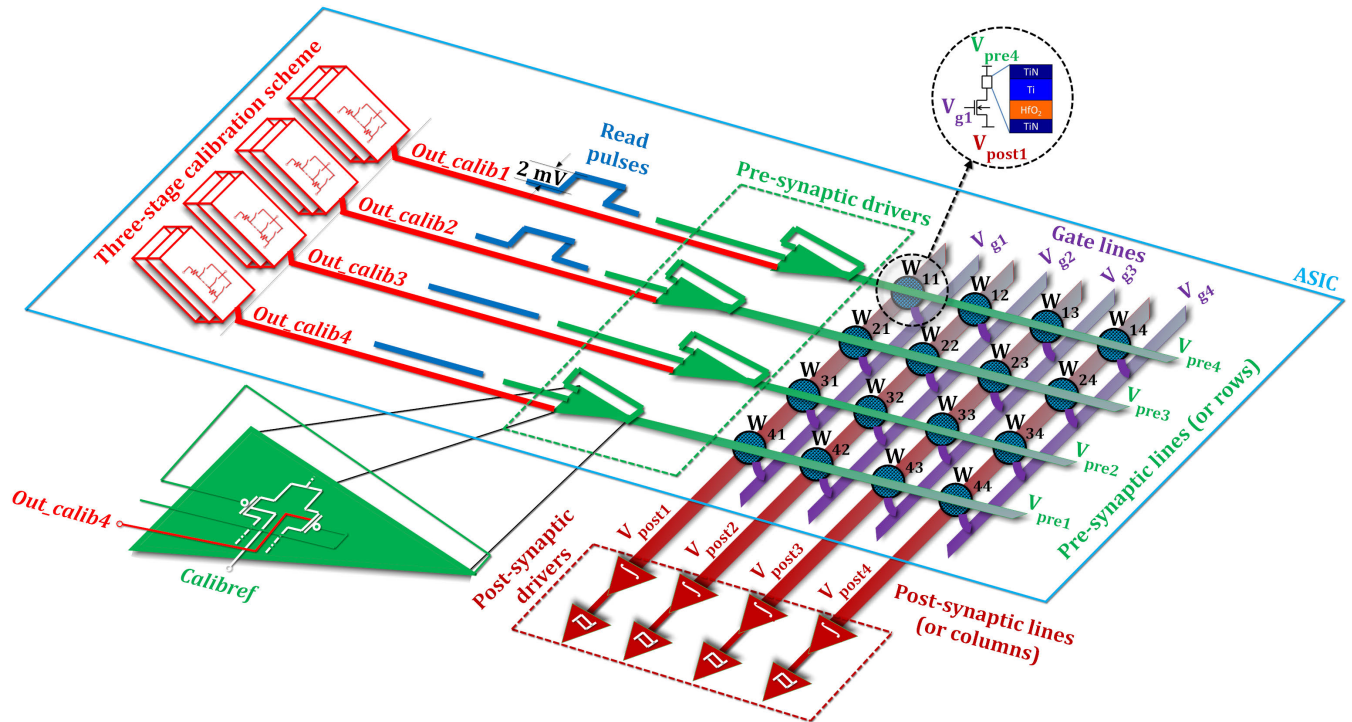 Three-stage calibration scheme
Out_calib1
Out_calib2
Out_calib3
Out_calib4
Read
pulses
2 mV
Pre-synaptic drivers
V pre4
V g1
V post1
TiN
Ti
HfO2
TiN
Gate lines
V g1
V g2
V g3
V g4
ASIC
W11
W12
W13
W14
W21
W22
W23
W24
W31
W32
W33
W34
W41
W42
W43
W44
V pre4
V pre3
V pre2
V pre1
Pre-synaptic lines (or rows)
Out_calib4
Calibref
Post-synaptic
drivers
V post1
V post2
V post3
V post4
Post-synaptic lines
(or columns)